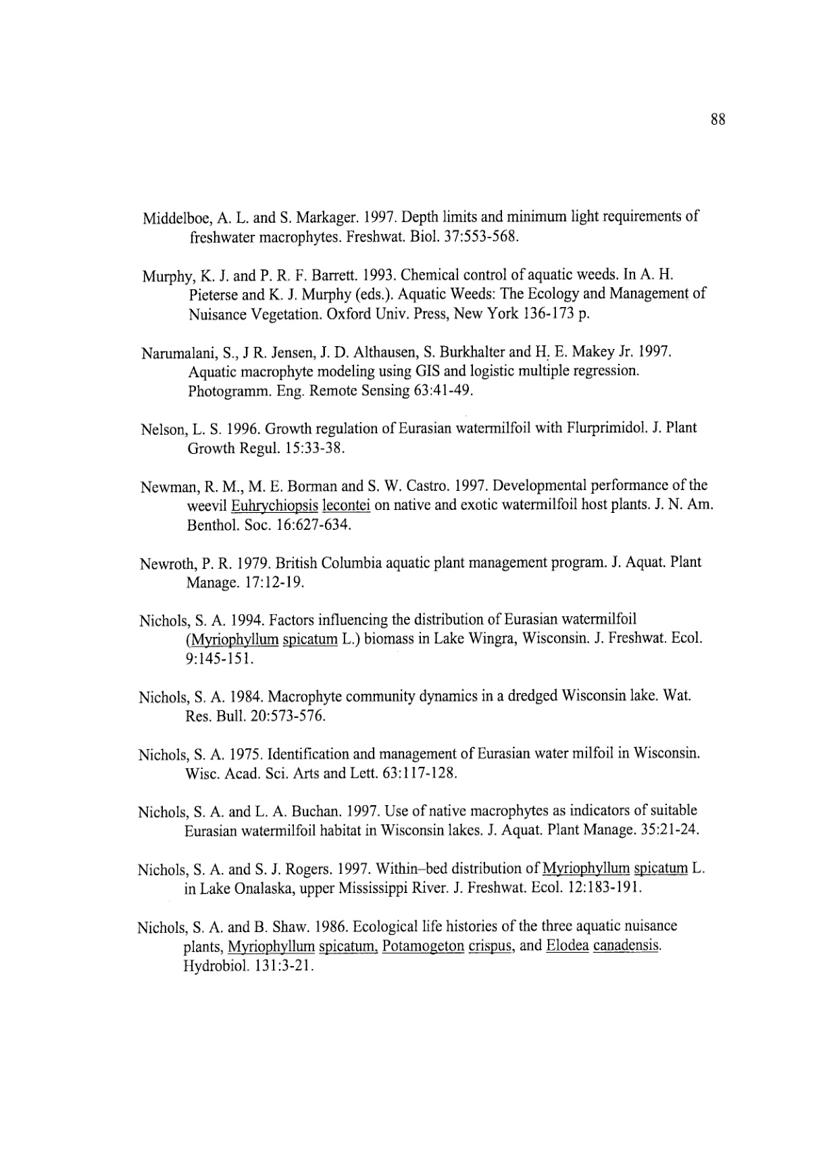 88
Middelboe, A. L. and S. Markager. 1997. Depth limits and minimum light requirements of
freshwater macrophytes. Freshwat. Biol. 37:553-568.
Murphy, K. J. and P. R. F. Barrett. 1993. Chemical control of aquatic weeds. In A. H.
Pieterse and K. J. Murphy (eds.). Aquatic Weeds: The Ecology and Management of
Nuisance Vegetation. Oxford Univ. Press, New York 136-173 p.
Narumalani, S., J R. Jensen, J. D. Althausen, S. Burkhalter and H. E. Makey Jr. 1997.
Aquatic macrophyte modeling using GIS and logistic multiple regression.
Photogramm. Eng. Remote Sensing 63:41-49.
Nelson, L. S. 1996. Growth regulation of Eurasian watermilfoil with Flurprimidol. J. Plant
Growth Regul. 15:33-38.
Newman, R. M., M. E. Borman and S. W. Castro. 1997. Developmental performance of the
weevil Euhrychiopsis lecontei on native and exotic watermilfoil host plants. J. N. Am.
Benthol. Soc. 16:627-634.
Newroth, P. R. 1979. British Columbia aquatic plant management program. J. Aquat. Plant
Manage. 17:12-19.
Nichols, S. A. 1994. Factors influencing the distribution of Eurasian watermilfoil
(Myriophyllum spicatum L.) biomass in Lake Wingra, Wisconsin. J. Freshwat. Ecol.
9:145-151.
Nichols, S. A. 1984. Macrophyte community dynamics in a dredged Wisconsin lake. Wat.
Res. Bull. 20:573-576.
Nichols, S. A. 1975. Identification and management of Eurasian water milfoil in Wisconsin.
Wisc. Acad. Sci. Arts and Lett. 63:117-128.
Nichols, S. A. and L. A. Buchan. 1997. Use of native macrophytes as indicators of suitable
Eurasian watermilfoil habitat in Wisconsin lakes. J. Aquat. Plant Manage. 35:21-24.
Nichols, S. A. and S. J. Rogers. 1997. Within–bed distribution of Myriophyllum spicatum L.
in Lake Onalaska, upper Mississippi River. J. Freshwat. Ecol. 12:183-191.
Nichols, S. A. and B. Shaw. 1986. Ecological life histories of the three aquatic nuisance
plants, Myriophyllum spicatum, Potamogeton crispus, and Elodea canadensis.
Hydrobiol. 131:3-21.